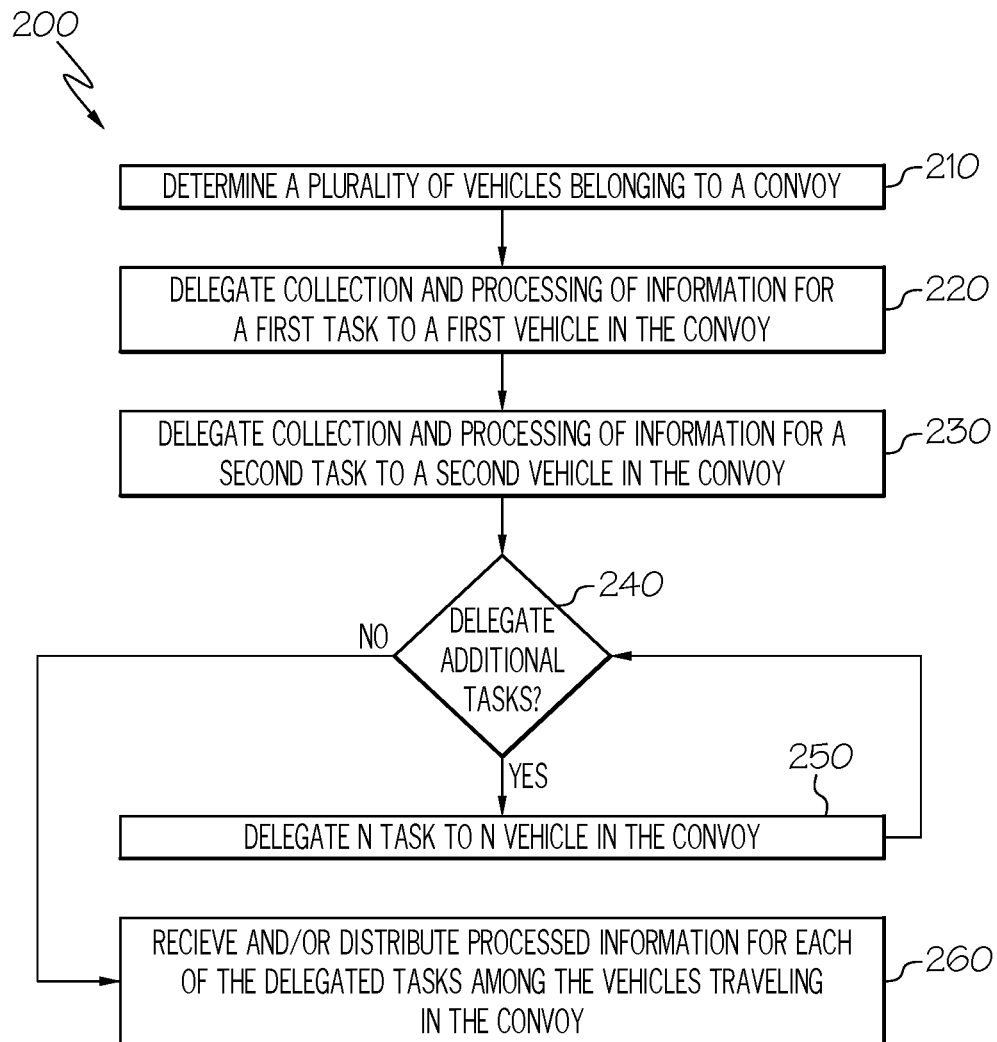 200
DETERMINE A PLURALITY OF VEHICLES BELONGING TO A CONVOY
210
DELEGATE COLLECTION AND PROCESSING OF INFORMATION FOR
A FIRST TASK TO A FIRST VEHICLE IN THE CONVOY
220
DELEGATE COLLECTION AND PROCESSING OF INFORMATION FOR A
SECOND TASK TO A SECOND VEHICLE IN THE CONVOY
230
240
DELEGATE
ADDITIONAL
TASKS?
NO
YES
250
DELEGATE N TASK TO N VEHICLE IN THE CONVOY
RECIEVE AND/OR DISTRIBUTE PROCESSED INFORMATION FOR EACH
OF THE DELEGATED TASKS AMONG THE VEHICLES TRAVELING
IN THE CONVOY
260